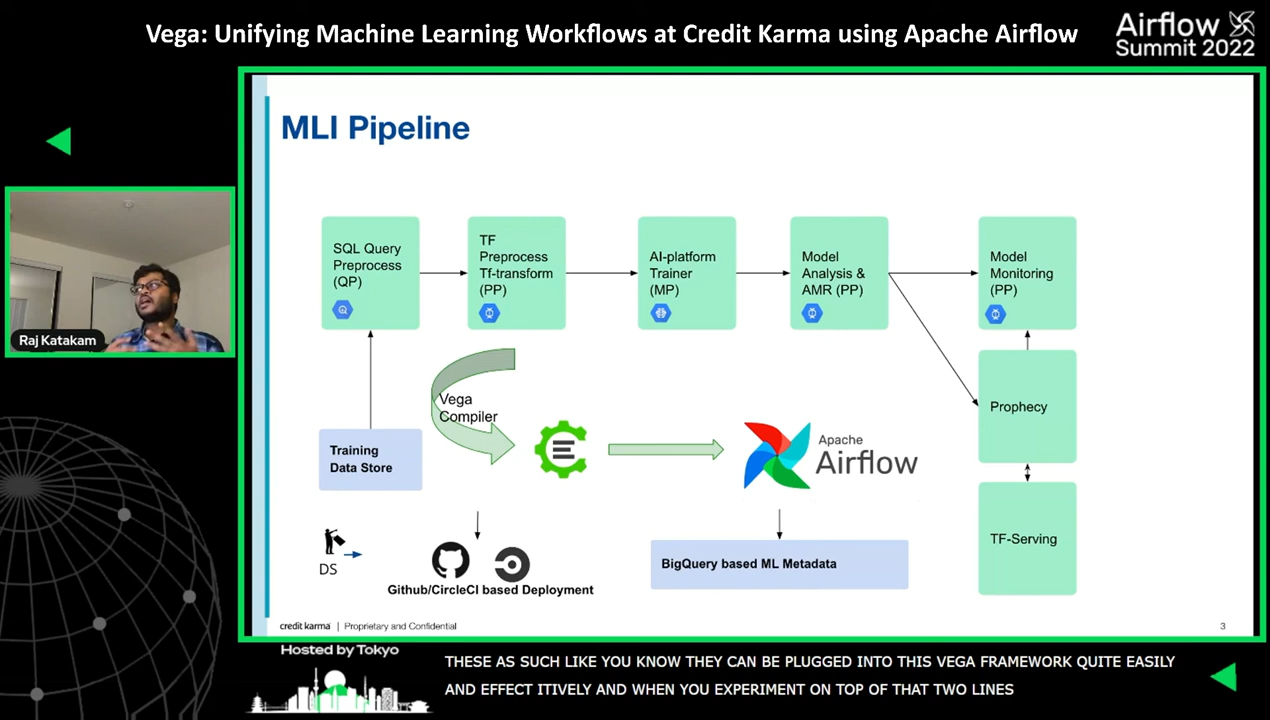 Vega: Unifying Machine Learning Workflows at Credit Karma using Apache Airflow
Airflow
Summit 2022
MLI Pipeline
SQL Query
Preprocess
(QP)
TF
Preprocess
Tf-transform
(PP)
AI-platform
Trainer
(MP)
Model
Analysis &
AMR (PP)
Model
Monitoring
(PP)
Raj Katakam
Vega
Compiler
Prophecy
Training
Data Store
Apache
Airflow
TF-Serving
DS
Github/CircleCI based Deployment
BigQuery based ML Metadata
credit karma | Proprietary and Confidential
3
Hosted by Tokyo
THESE AS SUCH LIKE YOU KNOW THEY CAN BE PLUGGED INTO THIS VEGA FRAMEWORK QUITE EASILY
AND EFFECT ITIVELY AND WHEN YOU EXPERIMENT ON TOP OF THAT TWO LINES